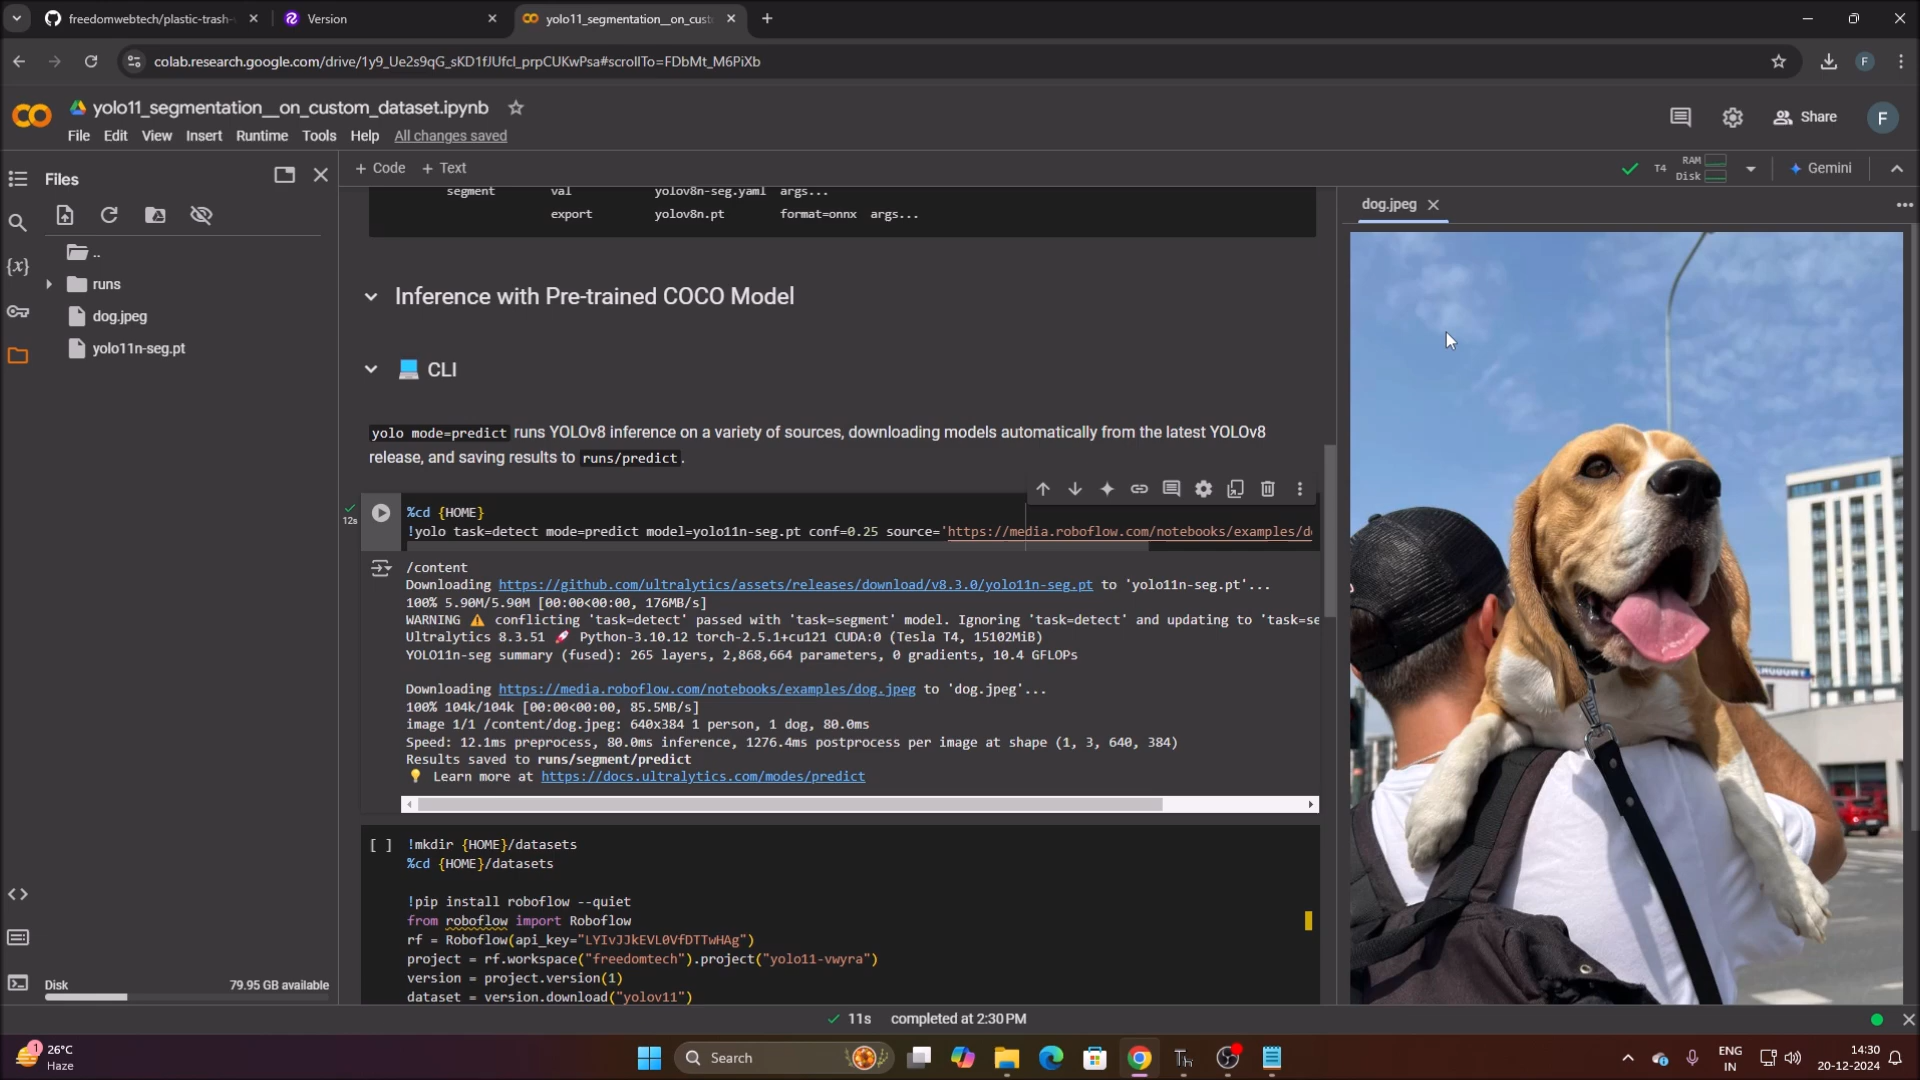 freedomwebtech/plastic-trash-
Version
yolo11_segmentation__on_cust
colab.research.google.com/drive/1y9_Ue2s9qG_sKD1fJUfcl_prpCUKwPsa#scrollTo=FDbMt_M6PiXb
yolo11_segmentation__on_custom_dataset.ipynb
File Edit View Insert Runtime Tools Help All changes saved
Share
F
Files
+ Code + Text
T4
RAM
Disk
Gemini
..
runs
dog.jpeg
yolo11n-seg.pt
segment val yolov8n-seg.yaml args...
export yolov8n.pt format=onnx args...
Inference with Pre-trained COCO Model
CLI
yolo mode=predict runs YOLOv8 inference on a variety of sources, downloading models automatically from the latest YOLOv8
release, and saving results to runs/predict.
12s
%cd {HOME}
!yolo task=detect mode=predict model=yolo11n-seg.pt conf=0.25 source='https://media.roboflow.com/notebooks/examples/d
/content
Downloading https://github.com/ultralytics/assets/releases/download/v8.3.0/yolo11n-seg.pt to 'yolo11n-seg.pt'...
100% 5.90M/5.90M [00:00<00:00, 176MB/s]
WARNING ⚠️ conflicting 'task=detect' passed with 'task=segment' model. Ignoring 'task=detect' and updating to 'task=se
Ultralytics 8.3.51 🚀 Python-3.10.12 torch-2.5.1+cu121 CUDA:0 (Tesla T4, 15102MiB)
YOLO11n-seg summary (fused): 265 layers, 2,868,664 parameters, 0 gradients, 10.4 GFLOPs
Downloading https://media.roboflow.com/notebooks/examples/dog.jpeg to 'dog.jpeg'...
100% 104k/104k [00:00<00:00, 85.5MB/s]
image 1/1 /content/dog.jpeg: 640x384 1 person, 1 dog, 80.0ms
Speed: 12.1ms preprocess, 80.0ms inference, 1276.4ms postprocess per image at shape (1, 3, 640, 384)
Results saved to runs/segment/predict
💡 Learn more at https://docs.ultralytics.com/modes/predict
[ ] !mkdir {HOME}/datasets
%cd {HOME}/datasets
!pip install roboflow --quiet
from roboflow import Roboflow
rf = Roboflow(api_key="LYIvJJkEVL0VfDTTwHAg")
project = rf.workspace("freedomtech").project("yolo11-vwyra")
version = project.version(1)
dataset = version.download("yolov11")
dog.jpeg
Disk 79.95 GB available
11s completed at 2:30 PM
1
26°C
Haze
Search
ENG
IN
14:30
20-12-2024